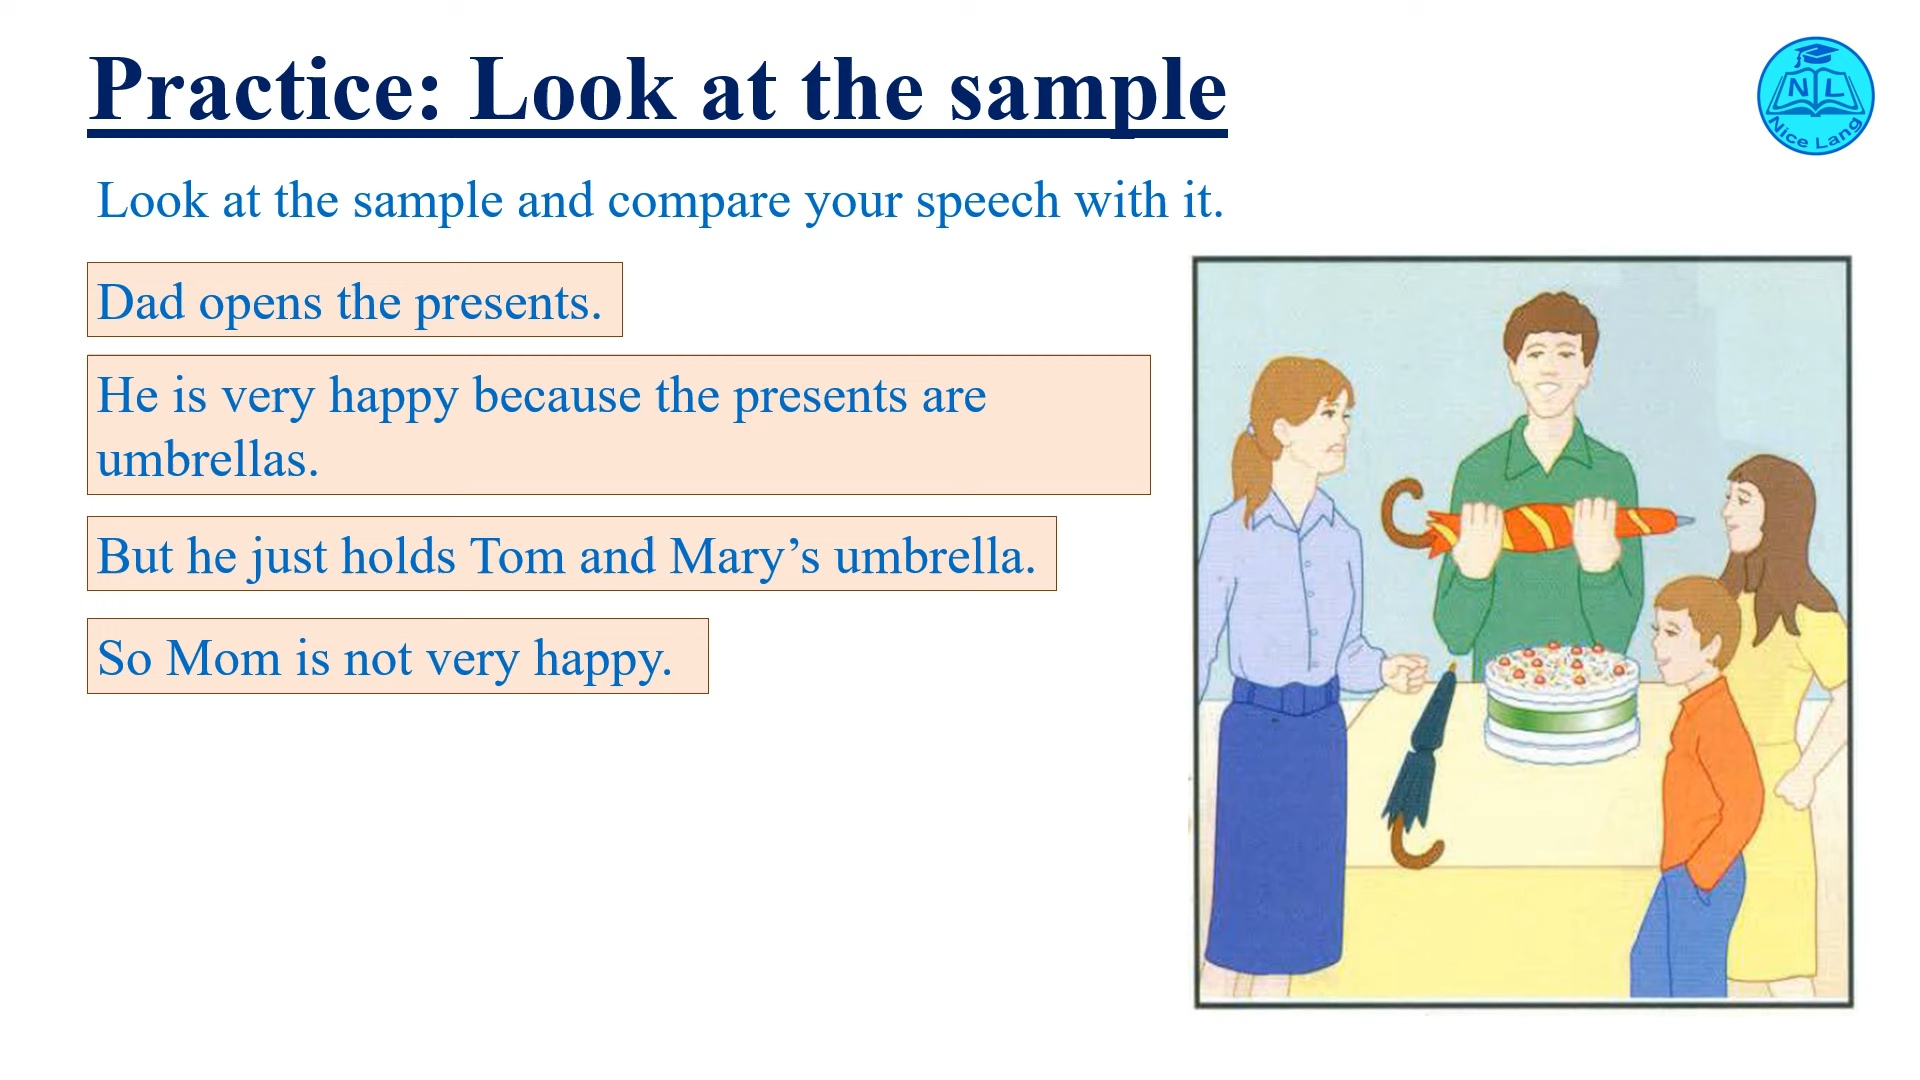 Practice: Look at the sample
N L
Nice Lang
Look at the sample and compare your speech with it.
Dad opens the presents.
He is very happy because the presents are
umbrellas.
But he just holds Tom and Mary’s umbrella.
So Mom is not very happy.